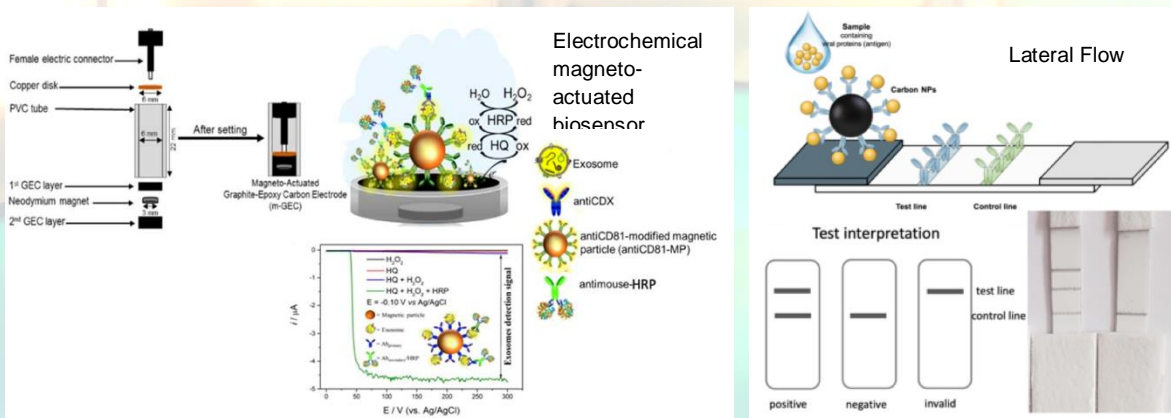 Female electric connector
Copper disk
6 mm
PVC tube
6 mm
22 mm
After setting
1st GEC layer
Neodymium magnet
3 mm
2nd GEC layer
Magneto-Actuated
Graphite-Epoxy Carbon Electrode
(m-GEC)
H2O
H2O2
ox
HRP
red
red
HQ
ox
Electrochemical
magneto-
actuated
biosensor
Exosome
antiCDX
antiCD81-modified magnetic
particle (antiCD81-MP)
antimouse-HRP
H2O2
HQ
HQ + H2O2
HQ + H2O2 + HRP
E = -0.10 V vs Ag/AgCl
= Magnetic particle
= Exosome
Exosomes detection signal
i / µA
0
-1
-2
-3
-4
-5
0
50
100
150
200
250
300
E / V (vs. Ag/AgCl)
Sample
containing
viral proteins (antigen)
Lateral Flow
Carbon NPs
Test line
Control line
Test interpretation
test line
control line
positive
negative
invalid